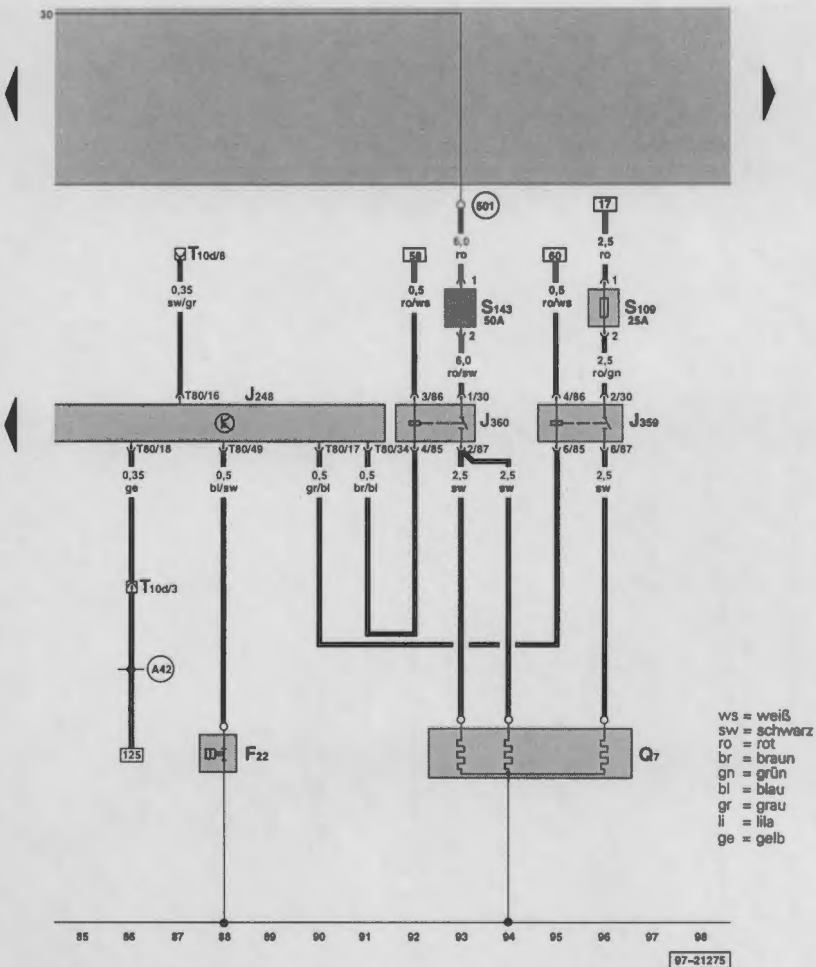 30
501
17
6,0
ro
2,5
ro
T10d/8
58
60
0,35
sw/gr
0,5
ro/ws
1
S143
50A
2
0,5
ro/ws
1
S109
25A
2
6,0
ro/sw
2,5
ro/gn
T80/16
J248
3/86
1/30
J360
4/86
2/30
J359
T80/18
T80/49
T80/17
T80/34
4/85
2/87
6/85
8/87
0,35
ge
0,5
bl/sw
0,5
gr/bl
0,5
br/bl
2,5
sw
2,5
sw
2,5
sw
T10d/3
A42
125
F22
Q7
ws = weiß
sw = schwarz
ro = rot
br = braun
gn = grün
bl = blau
gr = grau
li = lila
ge = gelb
85 86 87 88 89 90 91 92 93 94 95 96 97 98
97-21275